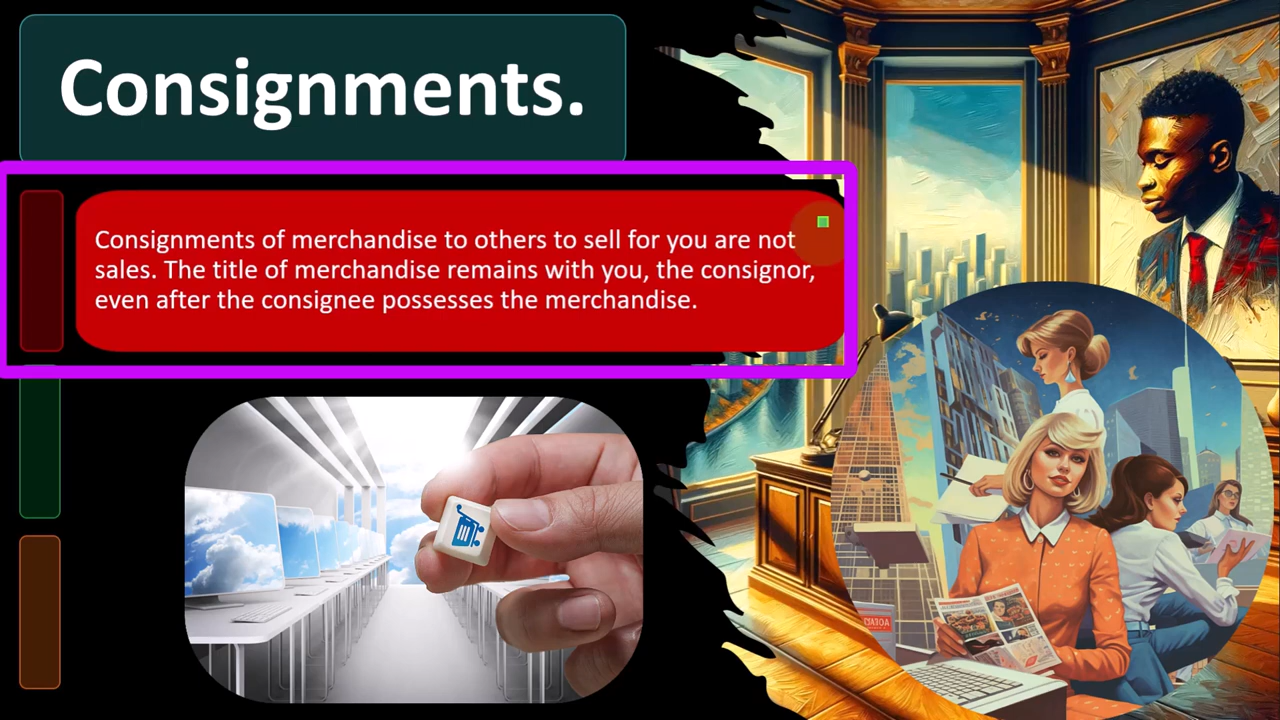 Consignments.
Consignments of merchandise to others to sell for you are not
sales. The title of merchandise remains with you, the consignor,
even after the consignee possesses the merchandise.